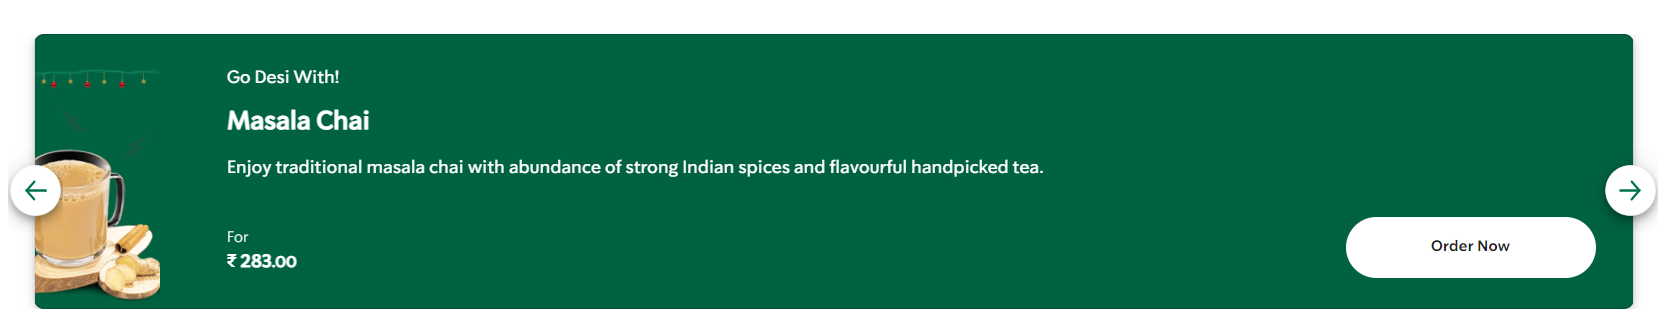 Go Desi With!
Masala Chai
Enjoy traditional masala chai with abundance of strong Indian spices and flavourful handpicked tea.
For
₹ 283.00
Order Now